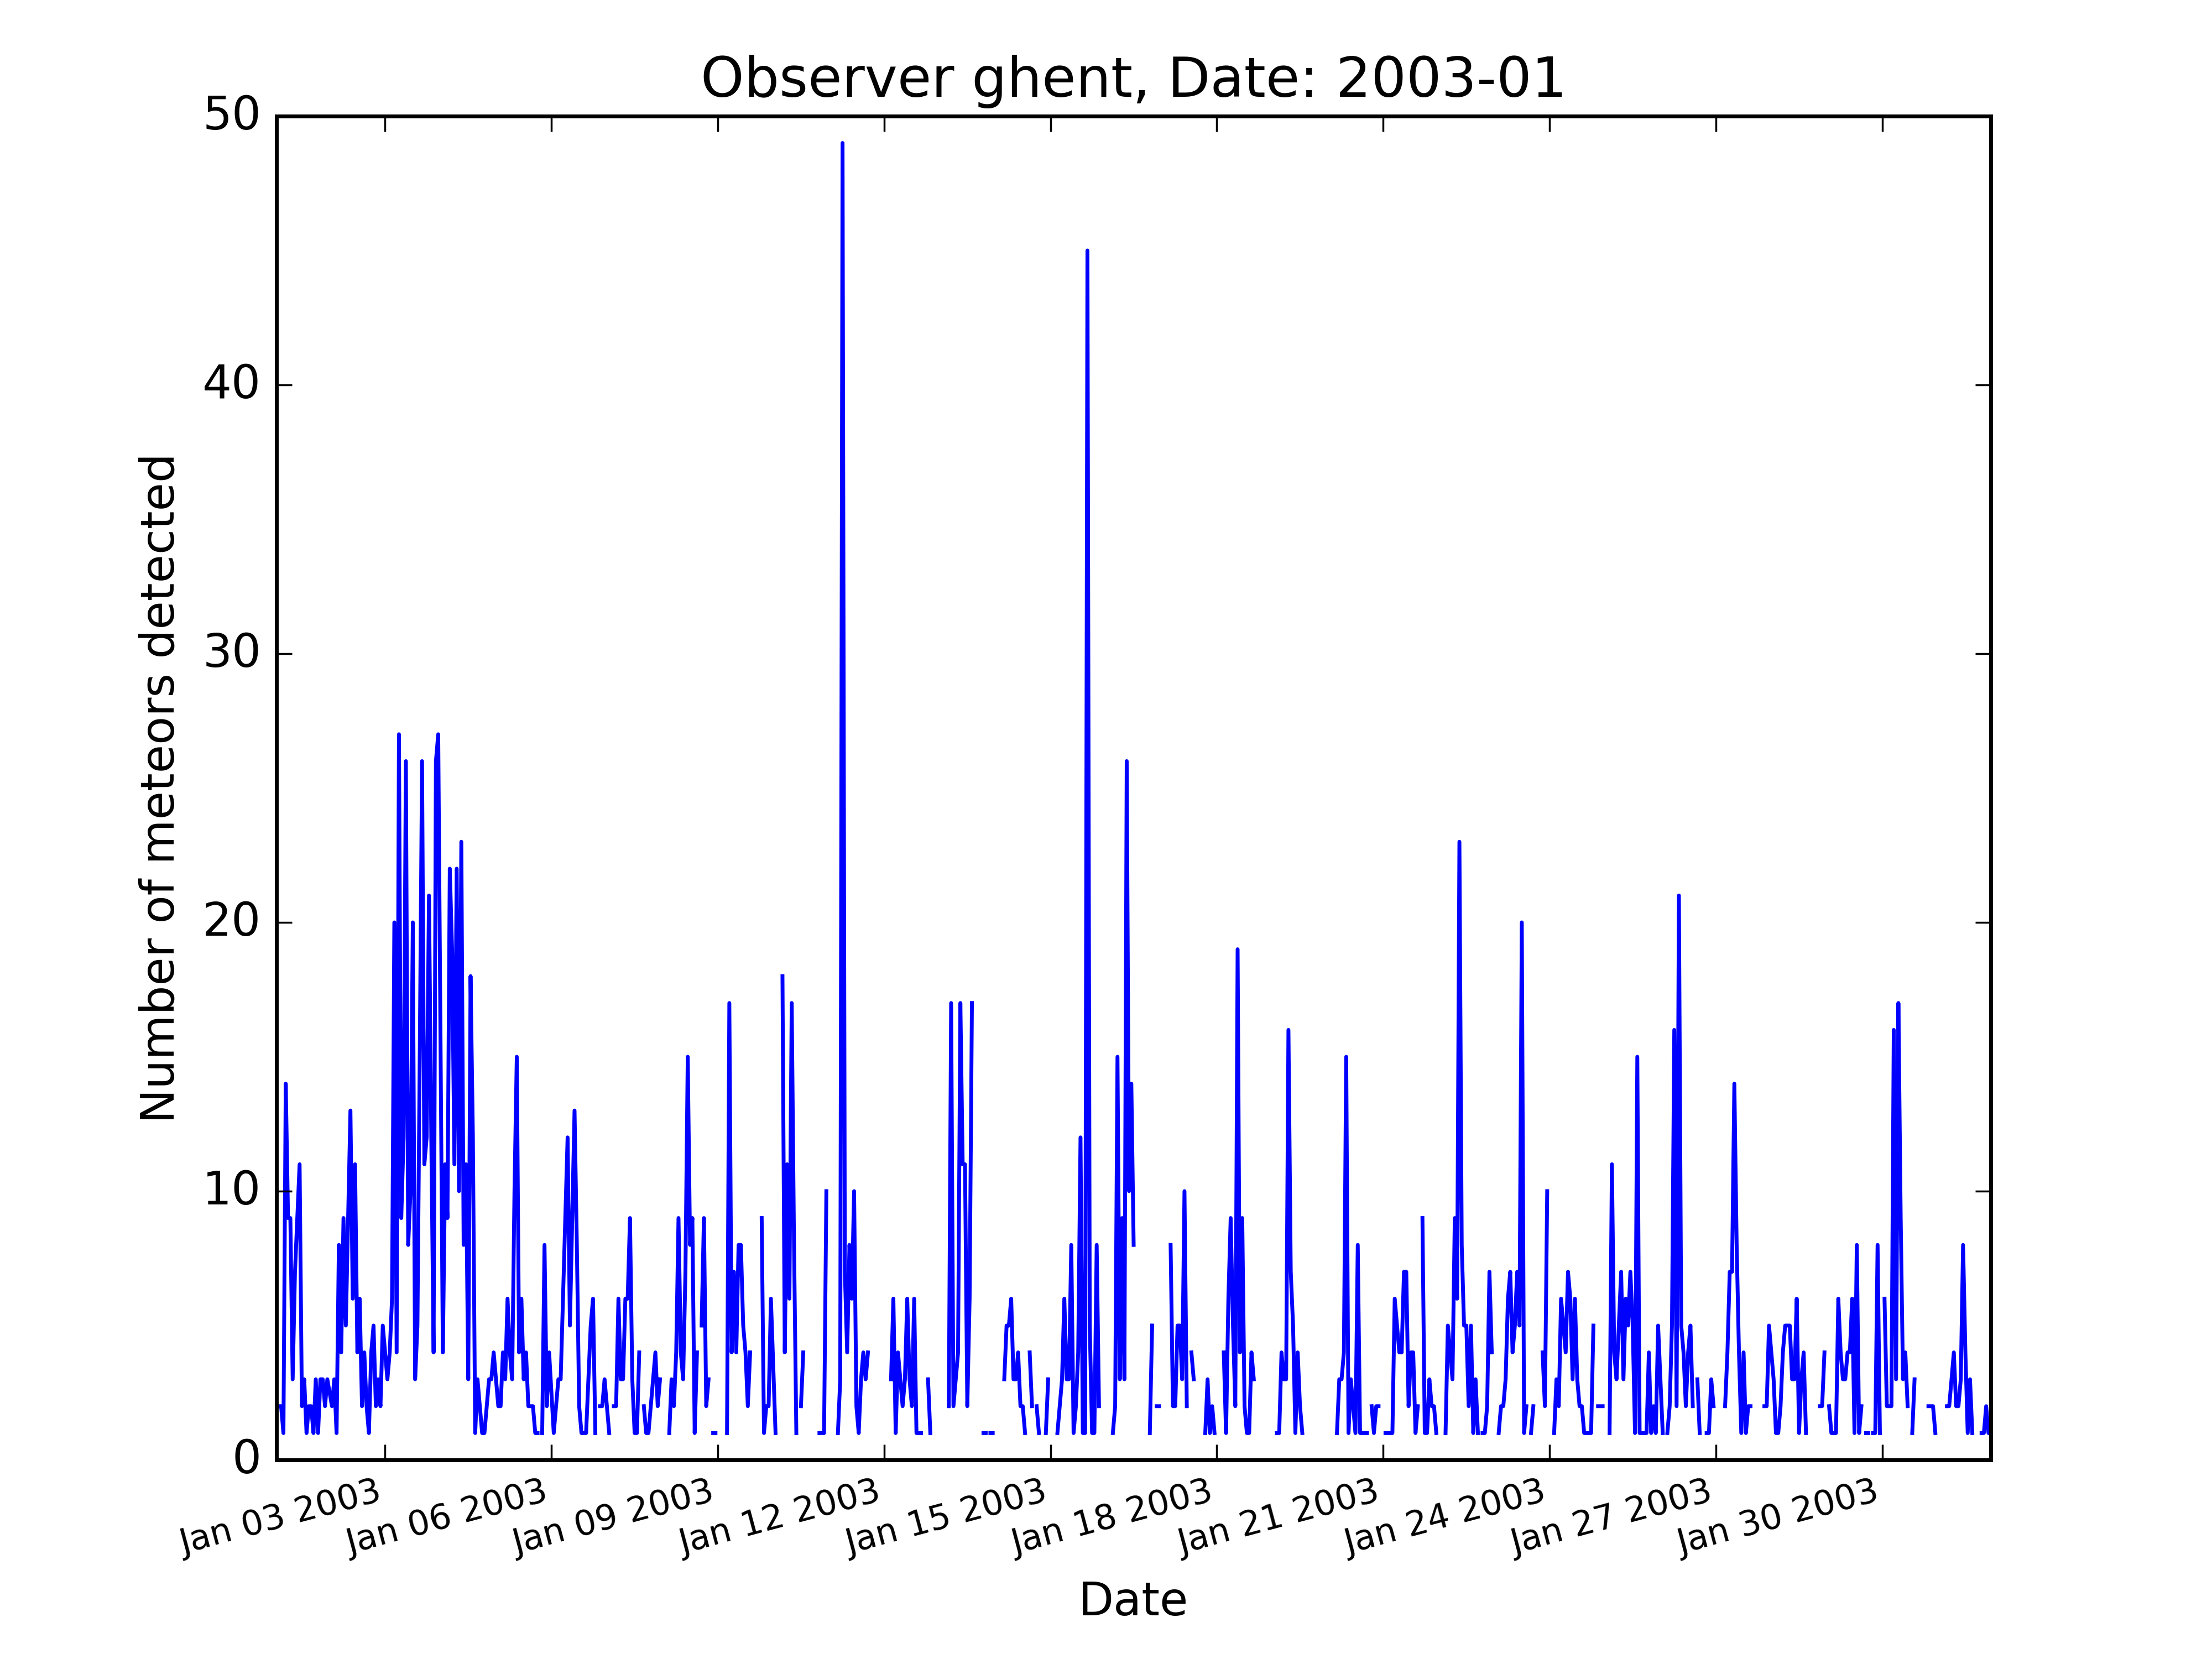 Observer ghent, Date: 2003-01
50
40
30
20
10
0
Number of meteors detected
Jan 03 2003
Jan 06 2003
Jan 09 2003
Jan 12 2003
Jan 15 2003
Jan 18 2003
Jan 21 2003
Jan 24 2003
Jan 27 2003
Jan 30 2003
Date